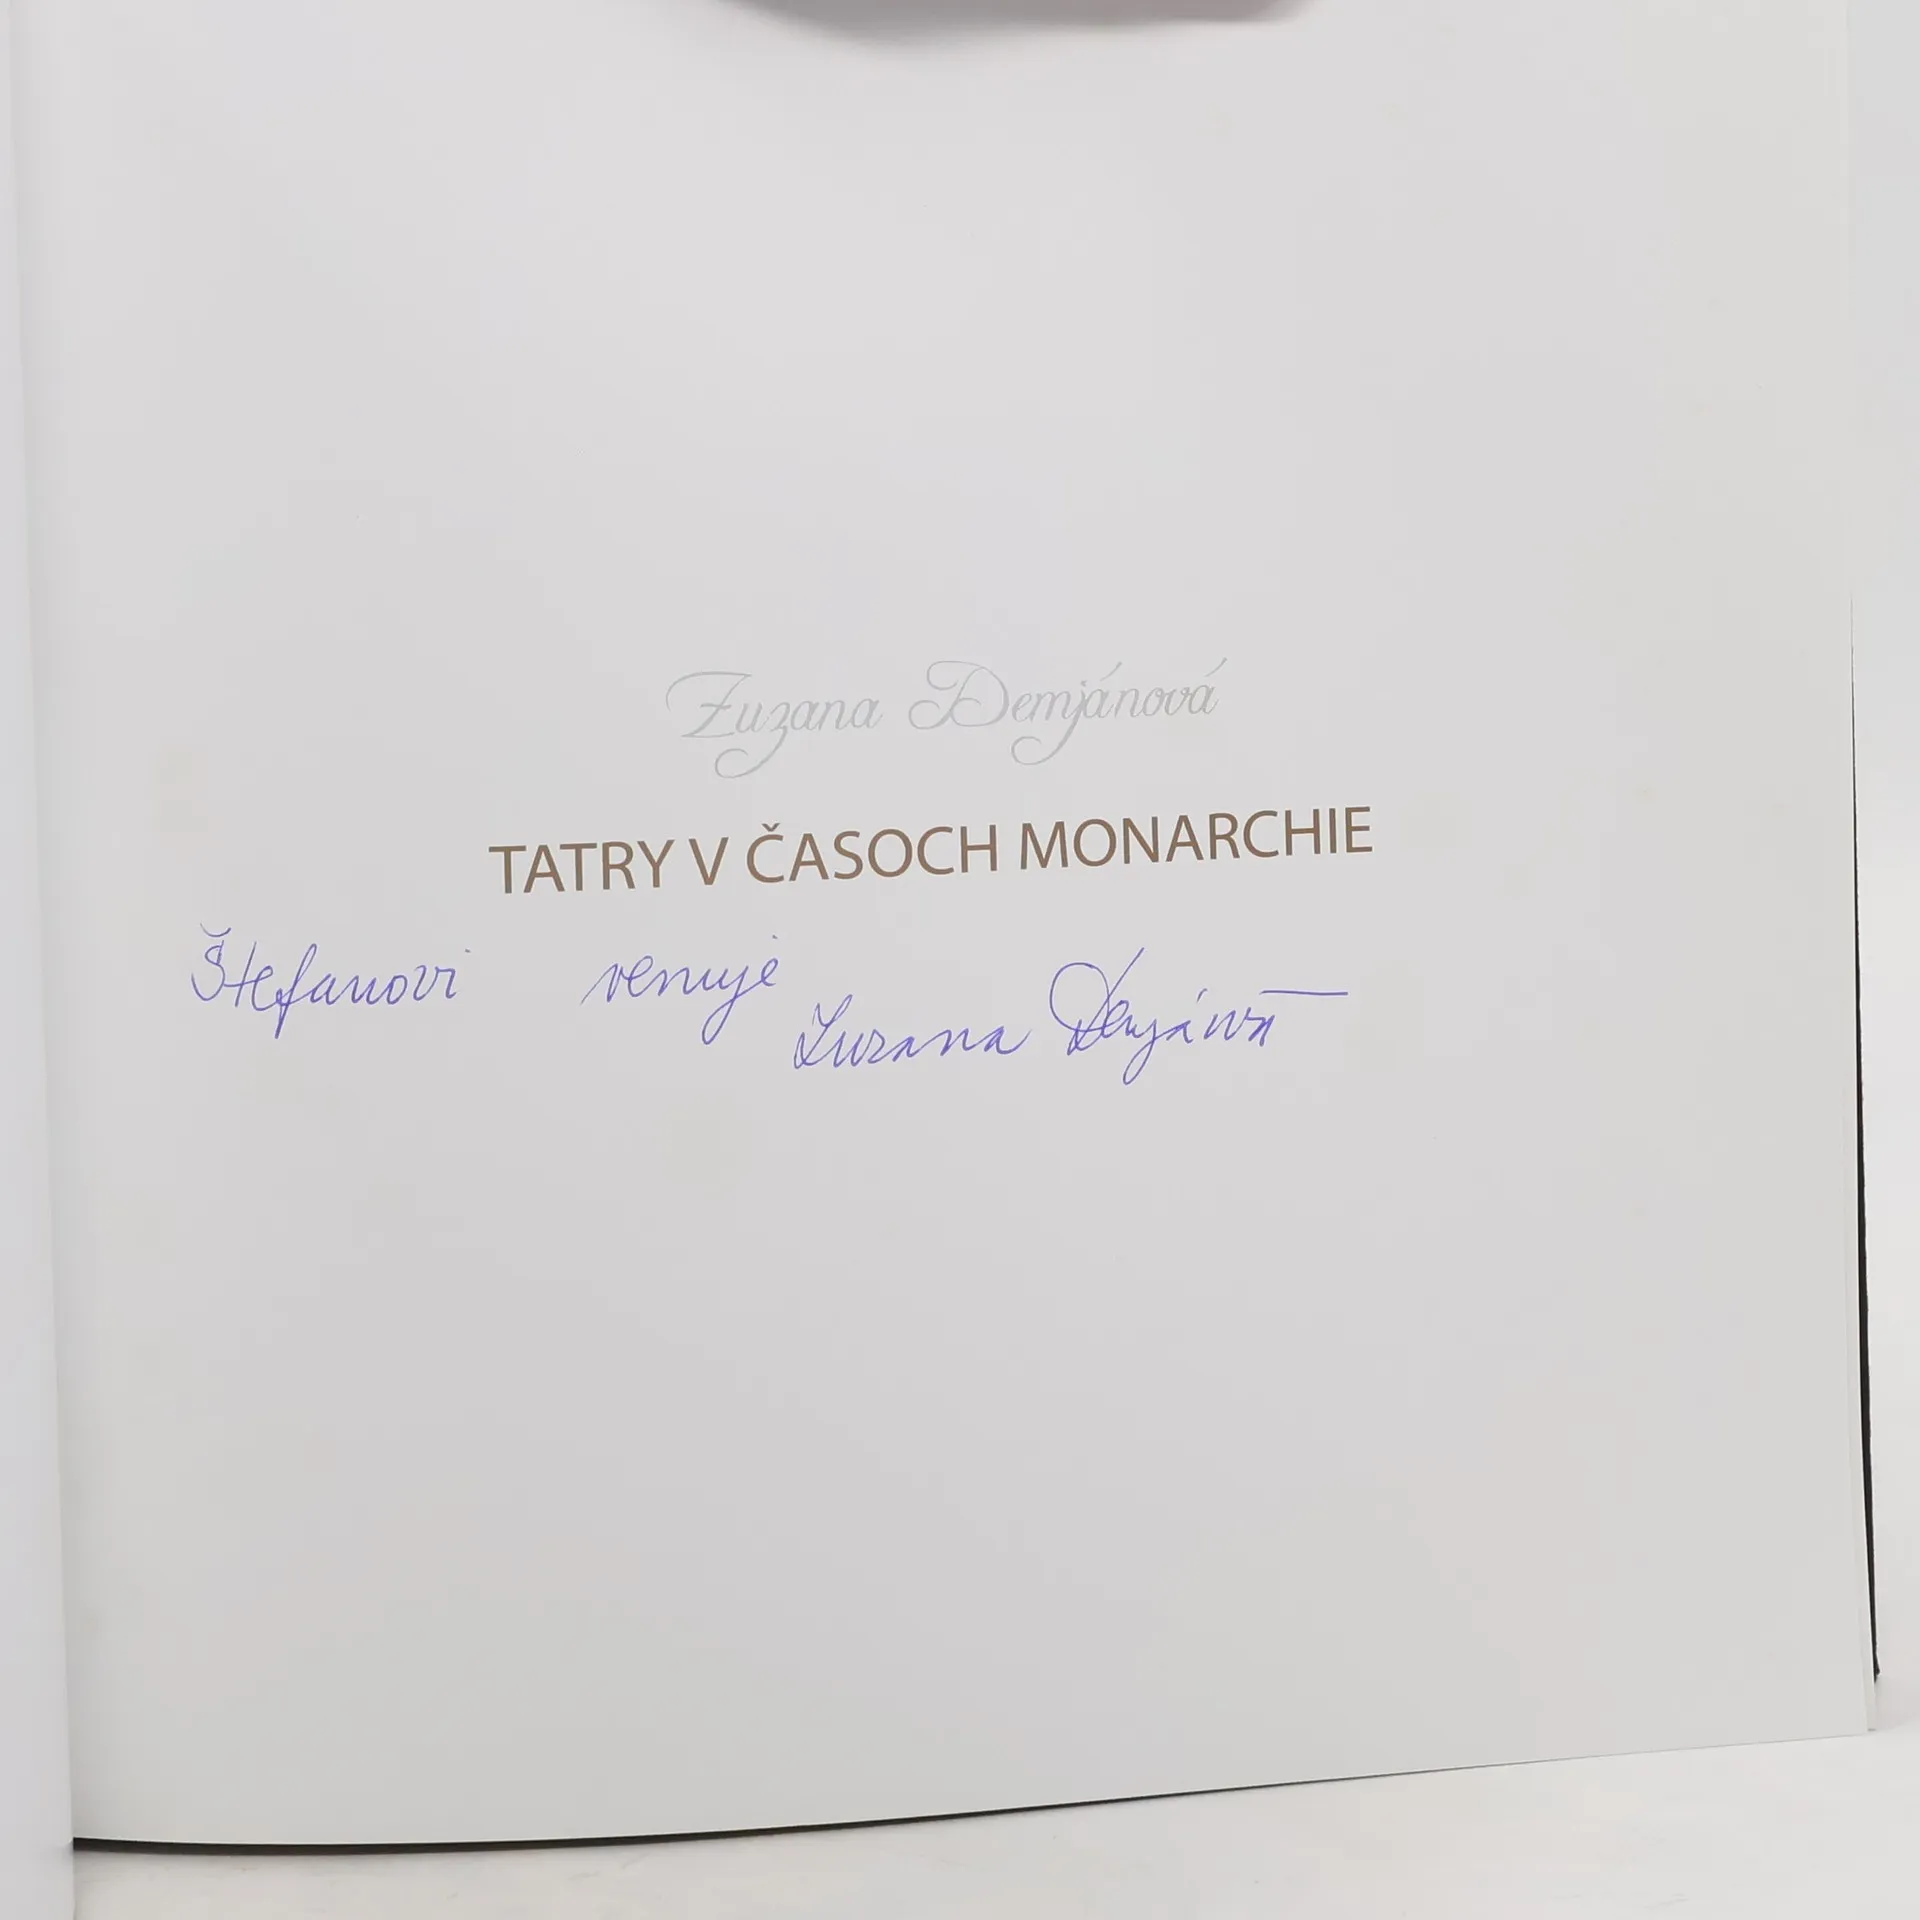 Zuzana Demjánová
TATRY V ČASOCH MONARCHIE
Štefanovi venuje
Zuzana Demjánová